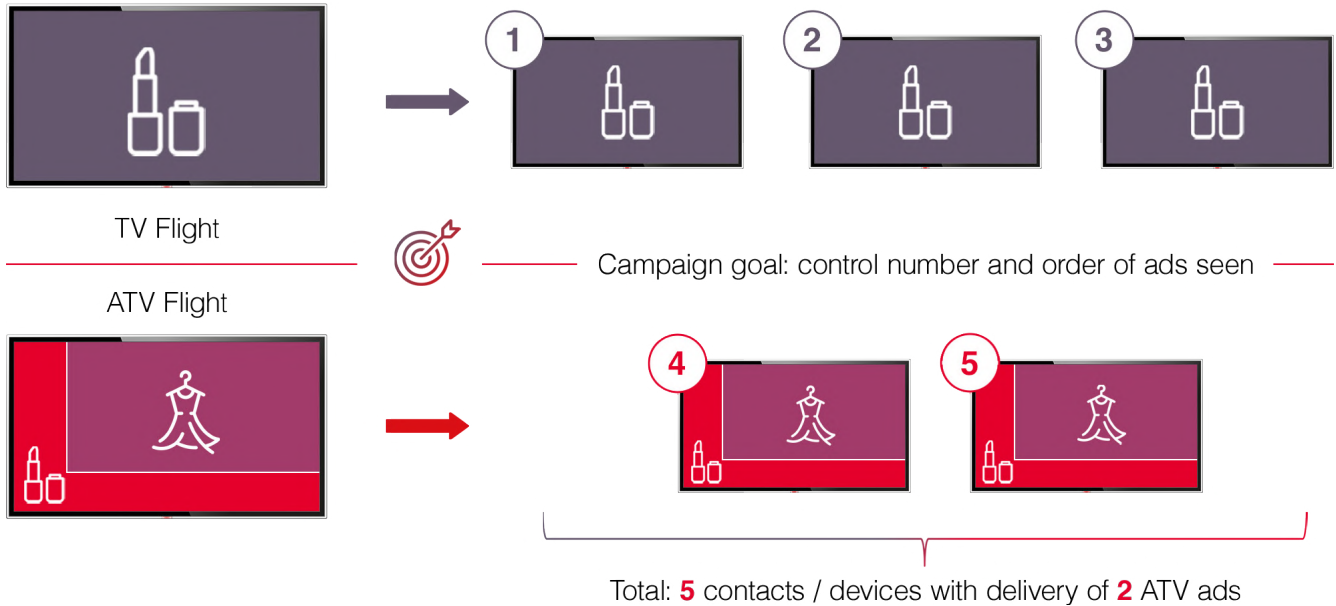 1
2
3
TV Flight
Campaign goal: control number and order of ads seen
ATV Flight
4
5
Total: 5 contacts / devices with delivery of 2 ATV ads